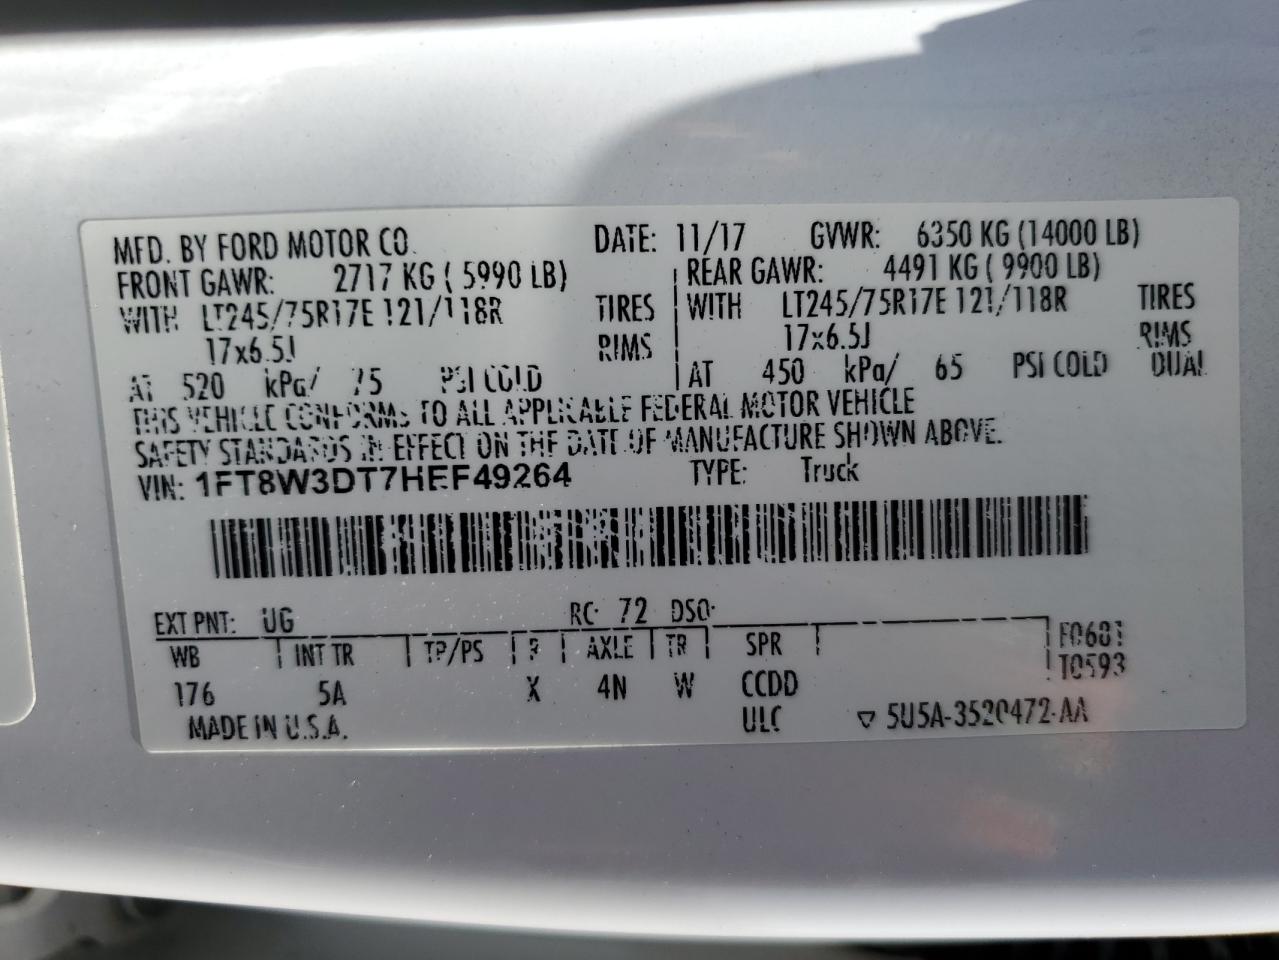 MFD. BY FORD MOTOR CO. DATE: 11/17 GVWR: 6350 KG (14000 LB)
FRONT GAWR: 2717 KG ( 5990 LB) REAR GAWR: 4491 KG ( 9900 LB)
WITH LT245/75R17E 121/118R TIRES WITH LT245/75R17E 121/118R TIRES
17x6.5J RIMS 17x6.5J RIMS
AT 520 kPa/ 75 PSI COLD AT 450 kPa/ 65 PSI COLD DUAL
THIS VEHICLE CONFORMS TO ALL APPLICABLE FEDERAL MOTOR VEHICLE
SAFETY STANDARDS IN EFFECT ON THE DATE OF MANUFACTURE SHOWN ABOVE.
VIN: 1FT8W3DT7HEF49264 TYPE: Truck
EXT PNT: UG RC: 72 DSO:
WB INT TR TP/PS R AXLE TR SPR F0681
176 5A X 4N W CCDD T0593
MADE IN U.S.A. ULC ▽ 5U5A-3520472-AA